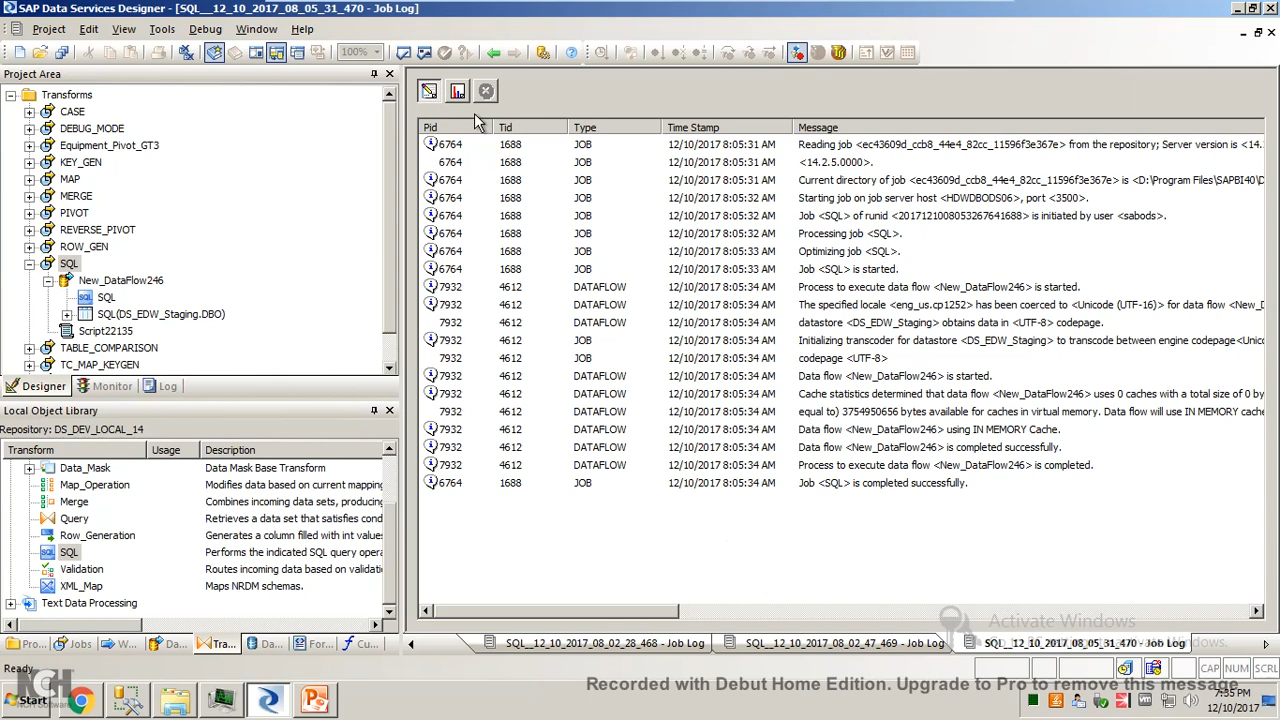 SAP Data Services Designer - [SQL__12_10_2017_08_05_31_470 - Job Log]
Project Edit View Tools Debug Window Help
100%
Project Area
Transforms
CASE
DEBUG_MODE
Equipment_Pivot_GT3
KEY_GEN
MAP
MERGE
PIVOT
REVERSE_PIVOT
ROW_GEN
SQL
New_DataFlow246
SQL
SQL(DS_EDW_Staging.DBO)
Script22135
TABLE_COMPARISON
TC_MAP_KEYGEN
Designer Monitor Log
Local Object Library
Repository: DS_DEV_LOCAL_14
Transform Usage Description
Data_Mask Data Mask Base Transform
Map_Operation Modifies data based on current mapping
Merge Combines incoming data sets, producing
Query Retrieves a data set that satisfies cond
Row_Generation Generates a column filled with int values
SQL Performs the indicated SQL query opera
Validation Routes incoming data based on validatio
XML_Map Maps NRDM schemas.
Text Data Processing
Pro... Jobs W... Da... Tra... Da... For... Cu...
Pid Tid Type Time Stamp Message
6764 1688 JOB 12/10/2017 8:05:31 AM Reading job <ec43609d_ccb8_44e4_82cc_11596f3e367e> from the repository; Server version is <14.
6764 1688 JOB 12/10/2017 8:05:31 AM <14.2.5.0000>.
6764 1688 JOB 12/10/2017 8:05:31 AM Current directory of job <ec43609d_ccb8_44e4_82cc_11596f3e367e> is <D:\Program Files\SAPBI40\D
6764 1688 JOB 12/10/2017 8:05:32 AM Starting job on job server host <HDWDBODS06>, port <3500>.
6764 1688 JOB 12/10/2017 8:05:32 AM Job <SQL> of runid <2017121008053267641688> is initiated by user <sabods>.
6764 1688 JOB 12/10/2017 8:05:32 AM Processing job <SQL>.
6764 1688 JOB 12/10/2017 8:05:33 AM Optimizing job <SQL>.
6764 1688 JOB 12/10/2017 8:05:33 AM Job <SQL> is started.
7932 4612 DATAFLOW 12/10/2017 8:05:34 AM Process to execute data flow <New_DataFlow246> is started.
7932 4612 DATAFLOW 12/10/2017 8:05:34 AM The specified locale <eng_us.cp1252> has been coerced to <Unicode (UTF-16)> for data flow <New_D
7932 4612 DATAFLOW 12/10/2017 8:05:34 AM datastore <DS_EDW_Staging> obtains data in <UTF-8> codepage.
7932 4612 JOB 12/10/2017 8:05:34 AM Initializing transcoder for datastore <DS_EDW_Staging> to transcode between engine codepage<Unic
7932 4612 JOB 12/10/2017 8:05:34 AM codepage <UTF-8>
7932 4612 DATAFLOW 12/10/2017 8:05:34 AM Data flow <New_DataFlow246> is started.
7932 4612 DATAFLOW 12/10/2017 8:05:34 AM Cache statistics determined that data flow <New_DataFlow246> uses 0 caches with a total size of 0 by
7932 4612 DATAFLOW 12/10/2017 8:05:34 AM equal to) 3754950656 bytes available for caches in virtual memory. Data flow will use IN MEMORY cache
7932 4612 DATAFLOW 12/10/2017 8:05:34 AM Data flow <New_DataFlow246> using IN MEMORY Cache.
7932 4612 DATAFLOW 12/10/2017 8:05:34 AM Data flow <New_DataFlow246> is completed successfully.
7932 4612 DATAFLOW 12/10/2017 8:05:34 AM Process to execute data flow <New_DataFlow246> is completed.
6764 1688 JOB 12/10/2017 8:05:34 AM Job <SQL> is completed successfully.
Activate Windows
SQL__12_10_2017_08_02_28_468 - Job Log SQL__12_10_2017_08_02_47_469 - Job Log SQL__12_10_2017_08_05_31_470 - Job Log
Ready
CAP NUM SCRL
Recorded with Debut Home Edition. Upgrade to Pro to remove this message
NCH Software
Start
7:35 PM
12/10/2017